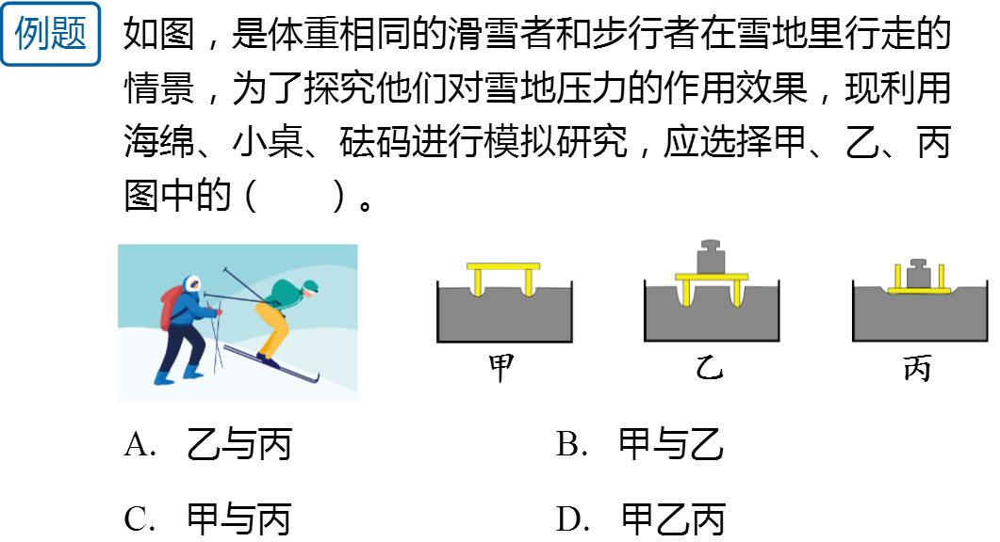 例题
如图，是体重相同的滑雪者和步行者在雪地里行走的
情景，为了探究他们对雪地压力的作用效果，现利用
海绵、小桌、砝码进行模拟研究，应选择甲、乙、丙
图中的（　　）。
甲 乙 丙
A. 乙与丙 B. 甲与乙
C. 甲与丙 D. 甲乙丙